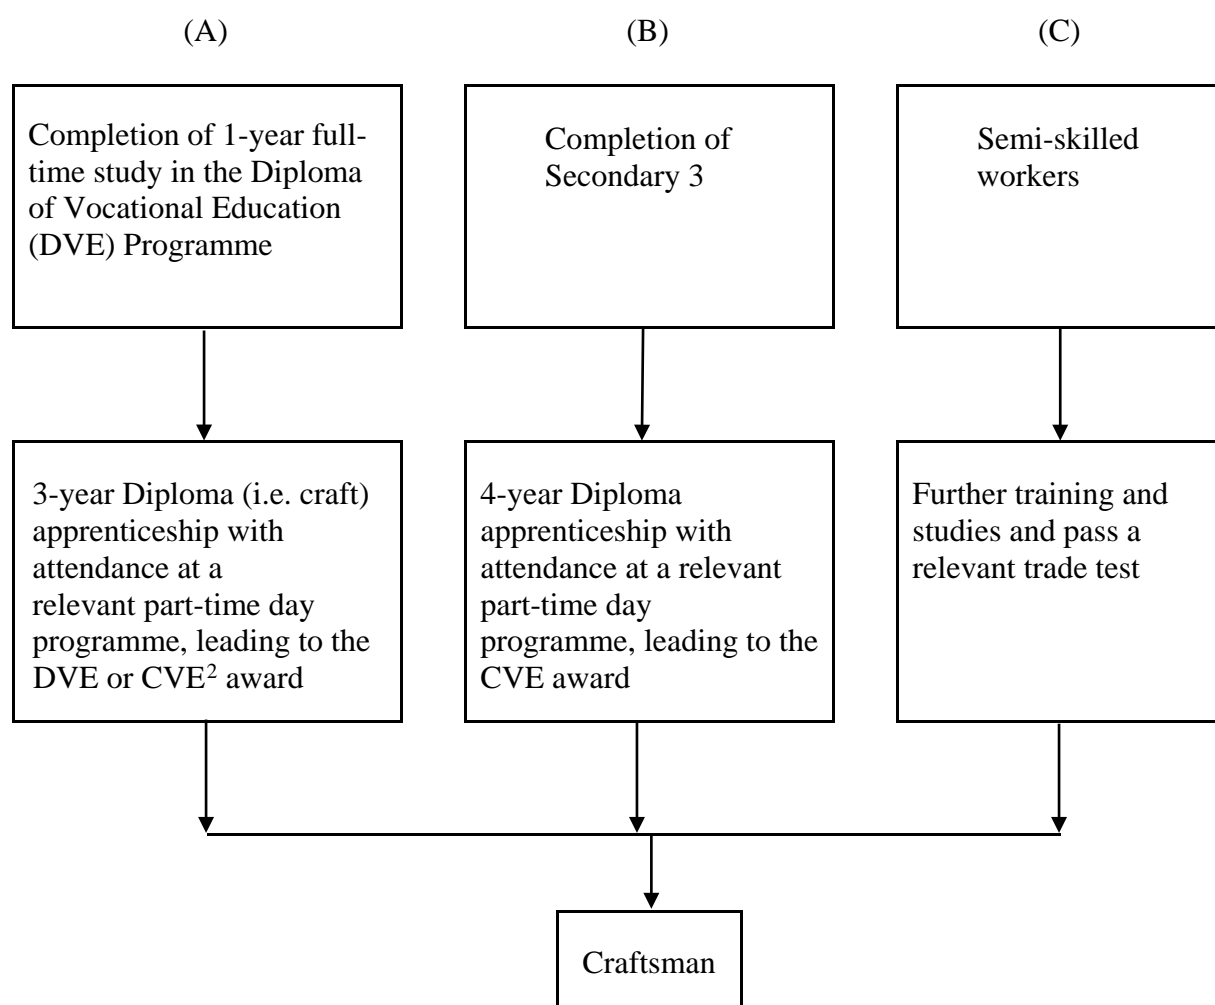 (A)
(B)
(C)
Completion of 1-year full-
time study in the Diploma
of Vocational Education
(DVE) Programme
Completion of
Secondary 3
Semi-skilled
workers
3-year Diploma (i.e. craft)
apprenticeship with
attendance at a
relevant part-time day
programme, leading to the
DVE or CVE² award
4-year Diploma
apprenticeship with
attendance at a relevant
part-time day
programme, leading to the
CVE award
Further training and
studies and pass a
relevant trade test
Craftsman